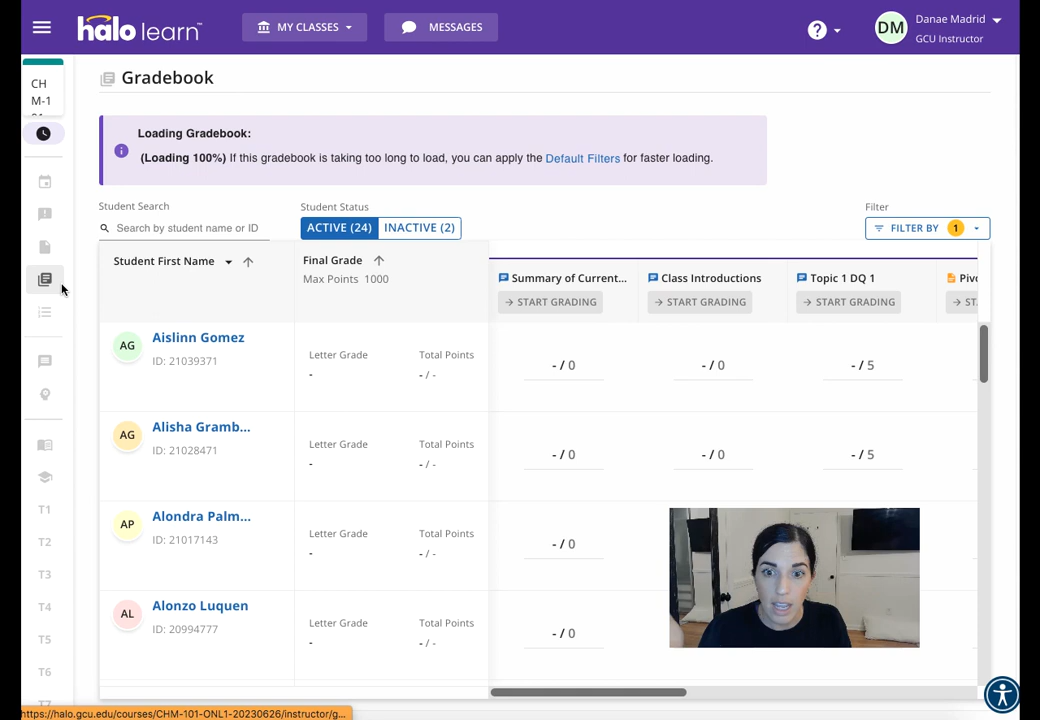 halo learn
MY CLASSES
MESSAGES
?
DM
Danae Madrid
GCU Instructor
CH
M-1
Gradebook
Loading Gradebook:
(Loading 100%) If this gradebook is taking too long to load, you can apply the Default Filters for faster loading.
Student Search
Search by student name or ID
Student Status
ACTIVE (24)
INACTIVE (2)
Filter
FILTER BY 1
Student First Name
Final Grade
Max Points 1000
Summary of Current...
START GRADING
Class Introductions
START GRADING
Topic 1 DQ 1
START GRADING
Pivo
ST
AG
Aislinn Gomez
ID: 21039371
Letter Grade
-
Total Points
- / -
- / 0
- / 0
- / 5
AG
Alisha Gramb...
ID: 21028471
Letter Grade
-
Total Points
- / -
- / 0
- / 0
- / 5
AP
Alondra Palm...
ID: 21017143
Letter Grade
-
Total Points
- / -
- / 0
AL
Alonzo Luquen
ID: 20994777
Letter Grade
-
Total Points
- / -
- / 0
T1
T2
T3
T4
T5
T6
https://halo.gcu.edu/courses/CHM-101-ONL1-20230626/instructor/g...